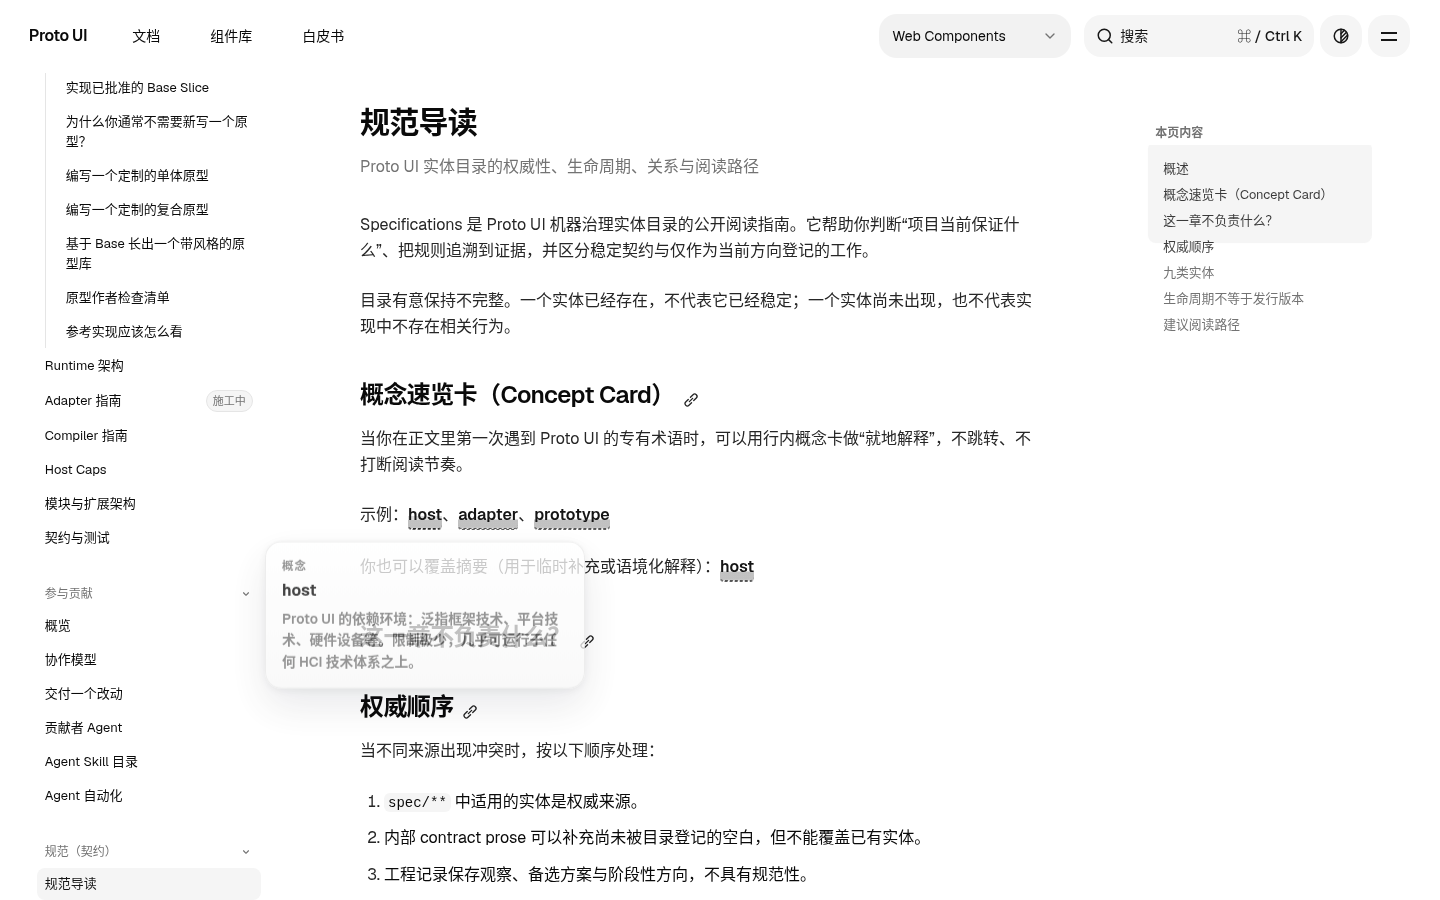 Proto UI
文档
组件库
白皮书
Web Components
搜索
⌘ / Ctrl K
实现已批准的 Base Slice
为什么你通常不需要新写一个原
型？
编写一个定制的单体原型
编写一个定制的复合原型
基于 Base 长出一个带风格的原
型库
原型作者检查清单
参考实现应该怎么看
Runtime 架构
Adapter 指南
施工中
Compiler 指南
Host Caps
模块与扩展架构
契约与测试
参与贡献
概览
协作模型
交付一个改动
贡献者 Agent
Agent Skill 目录
Agent 自动化
规范（契约）
规范导读
规范导读
Proto UI 实体目录的权威性、生命周期、关系与阅读路径
Specifications 是 Proto UI 机器治理实体目录的公开阅读指南。它帮助你判断“项目当前保证什
么”、把规则追溯到证据，并区分稳定契约与仅作为当前方向登记的工作。
目录有意保持不完整。一个实体已经存在，不代表它已经稳定；一个实体尚未出现，也不代表实
现中不存在相关行为。
概念速览卡（Concept Card）
当你在正文里第一次遇到 Proto UI 的专有术语时，可以用行内概念卡做“就地解释”，不跳转、不
打断阅读节奏。
示例：host、adapter、prototype
你也可以覆盖摘要（用于临时补充或语境化解释）：host
概念
host
Proto UI 的依赖环境：泛指框架技术、平台技
术、硬件设备等。限制极少，几乎可运行于任
何 HCI 技术体系之上。
这一章不负责什么？
权威顺序
当不同来源出现冲突时，按以下顺序处理：
1. spec/** 中适用的实体是权威来源。
2. 内部 contract prose 可以补充尚未被目录登记的空白，但不能覆盖已有实体。
3. 工程记录保存观察、备选方案与阶段性方向，不具有规范性。
本页内容
概述
概念速览卡（Concept Card）
这一章不负责什么？
权威顺序
九类实体
生命周期不等于发行版本
建议阅读路径